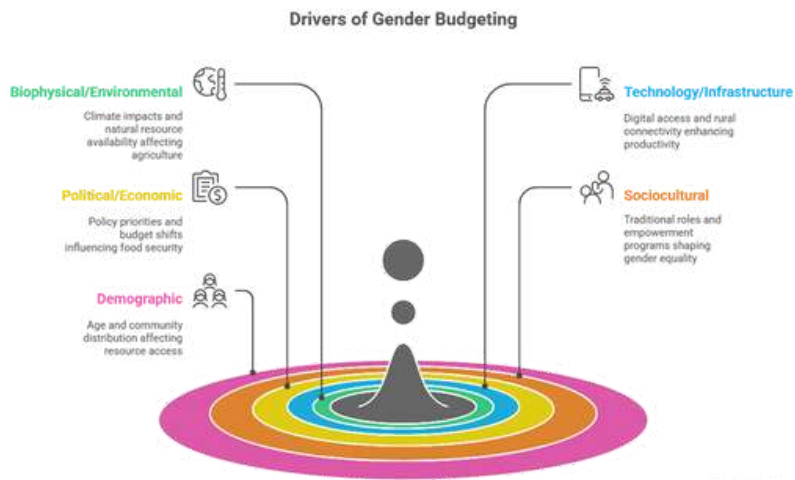 Drivers of Gender Budgeting
Biophysical/Environmental
Climate impacts and
natural resource
availability affecting
agriculture
Political/Economic
Policy priorities and
budget shifts
influencing food security
Demographic
Age and community
distribution affecting
resource access
Technology/Infrastructure
Digital access and rural
connectivity enhancing
productivity
Sociocultural
Traditional roles and
empowerment
programs shaping
gender equality